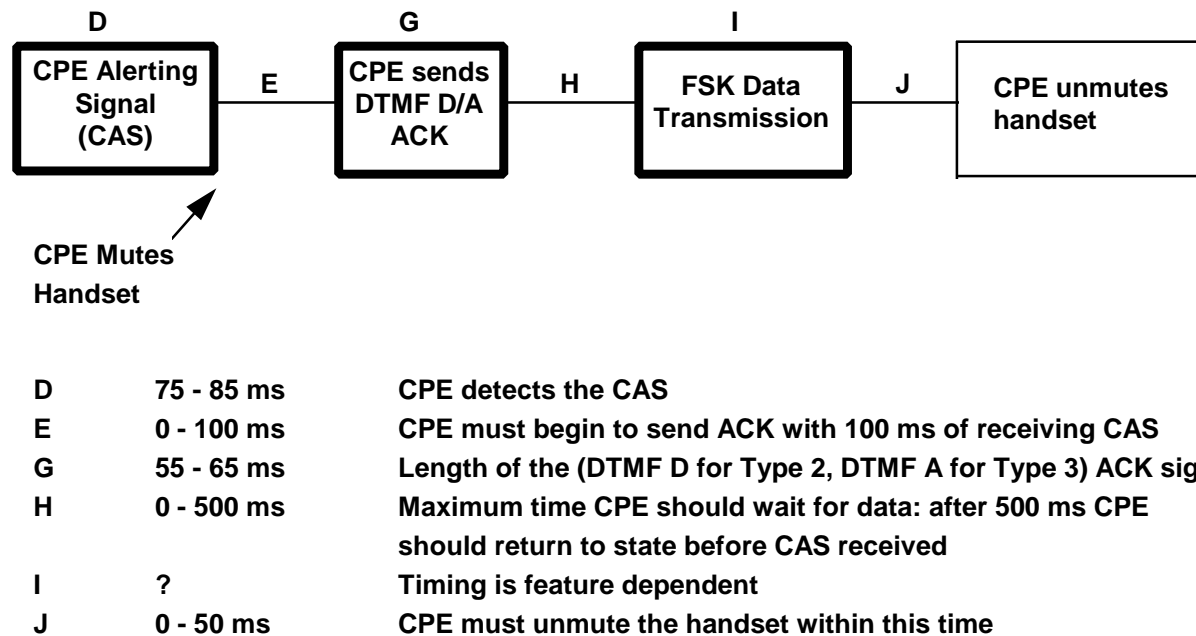 D G I
CPE Alerting
Signal
(CAS)
E
CPE sends
DTMF D/A
ACK
H
FSK Data
Transmission
J
CPE unmutes
handset
CPE Mutes
Handset
D 75 - 85 ms CPE detects the CAS
E 0 - 100 ms CPE must begin to send ACK with 100 ms of receiving CAS
G 55 - 65 ms Length of the (DTMF D for Type 2, DTMF A for Type 3) ACK sig
H 0 - 500 ms Maximum time CPE should wait for data: after 500 ms CPE
should return to state before CAS received
I ? Timing is feature dependent
J 0 - 50 ms CPE must unmute the handset within this time